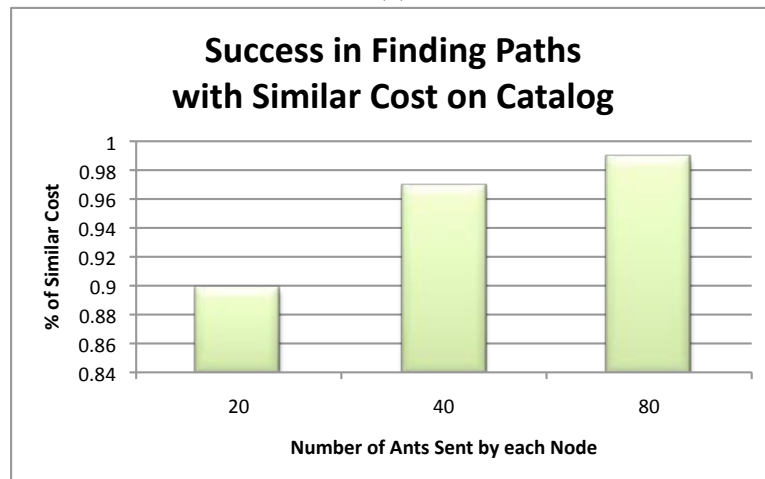 Success in Finding Paths
with Similar Cost on Catalog
% of Similar Cost
1
0.98
0.96
0.94
0.92
0.9
0.88
0.86
0.84
20 40 80
Number of Ants Sent by each Node